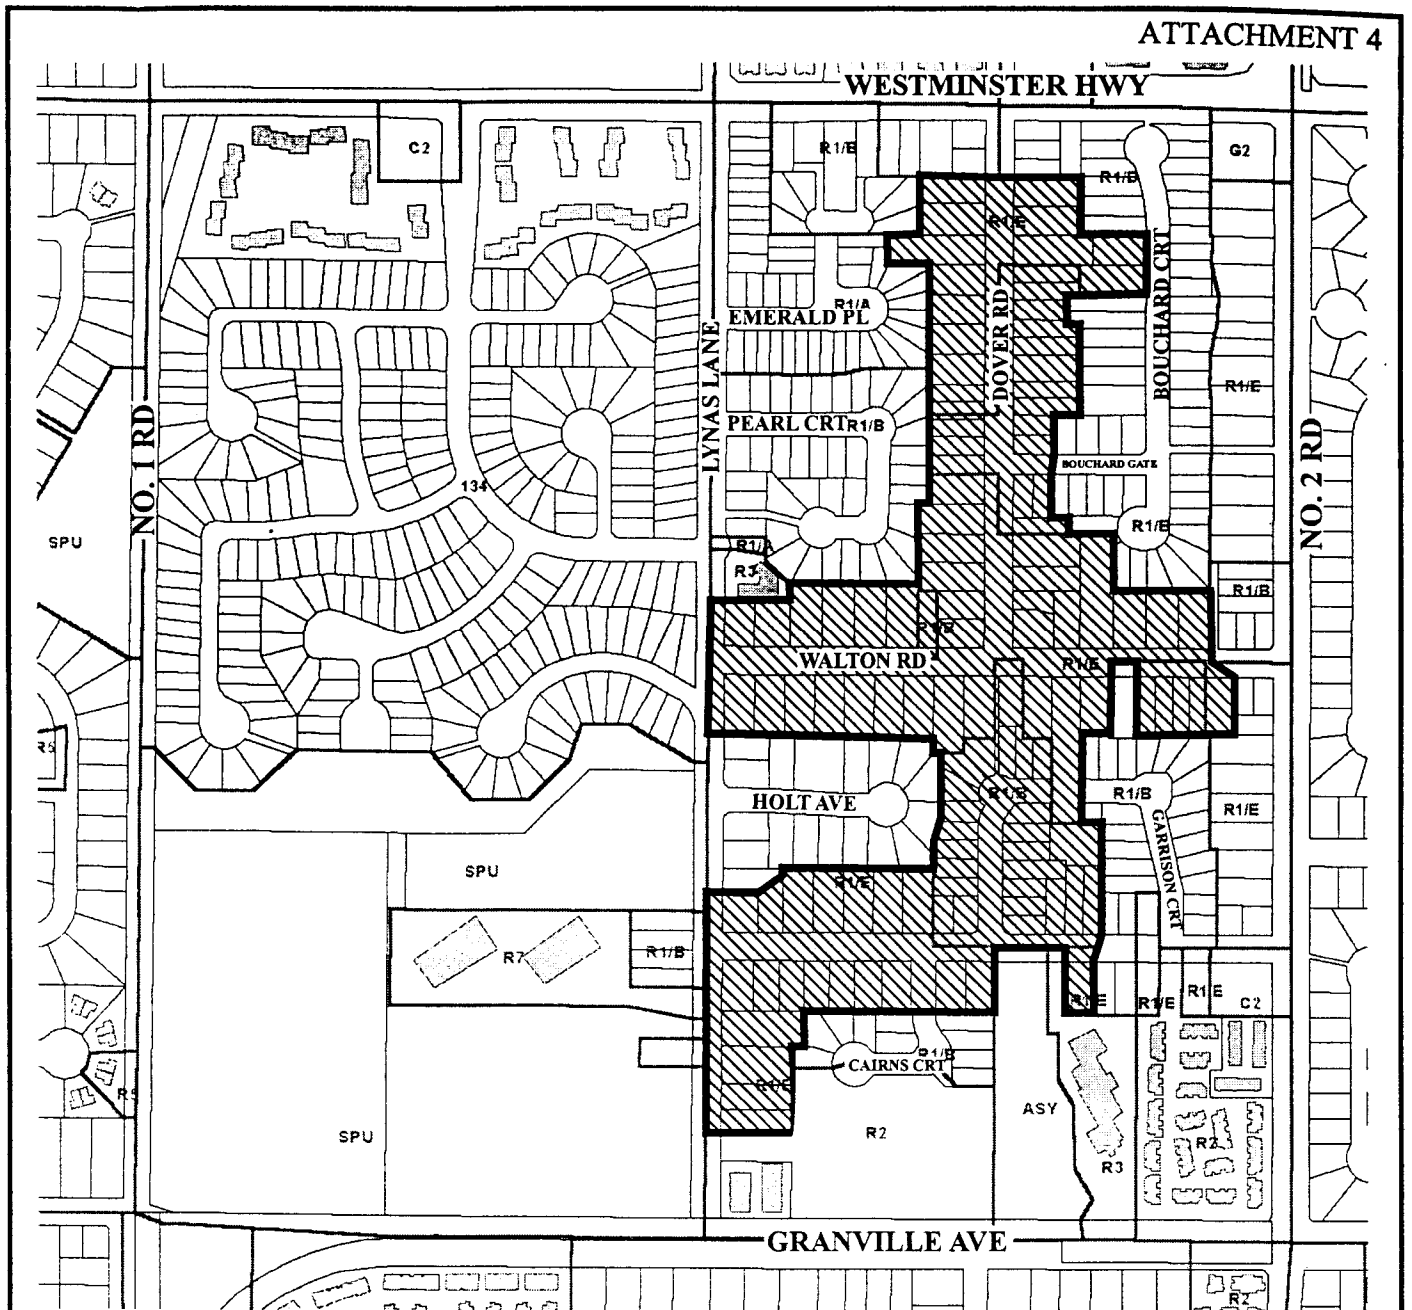 ATTACHMENT 4
WESTMINSTER HWY
C2
R1/B
R1/B
G2
R1/E
R1/A
EMERALD PL
DOVER RD
BOUCHARD CRT
LYNAS LANE
R1/E
NO. 1 RD
PEARL CRT
R1/B
NO. 2 RD
BOUCHARD GATE
134
SPU
R1/B
R1/A
R3
R1/B
R1/B
WALTON RD
R1/E
R5
HOLT AVE
R1/B
R1/B
R1/E
GARRISON CRT
SPU
R1/E
R7
R1/B
R1/E
R1/E
R1/E
C2
R1/B
CAIRNS CRT
R1/E
R5
ASY
SPU
R2
R3
R2
GRANVILLE AVE
R2